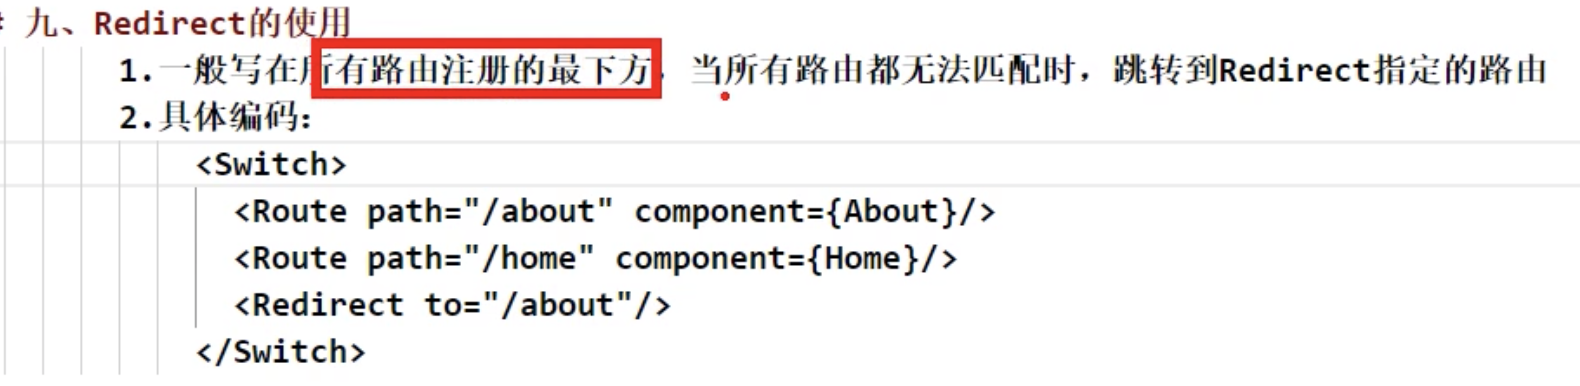 # 九、Redirect的使用
1.一般写在所有路由注册的最下方，当所有路由都无法匹配时，跳转到Redirect指定的路由
2.具体编码：
<Switch>
<Route path="/about" component={About}/>
<Route path="/home" component={Home}/>
<Redirect to="/about"/>
</Switch>